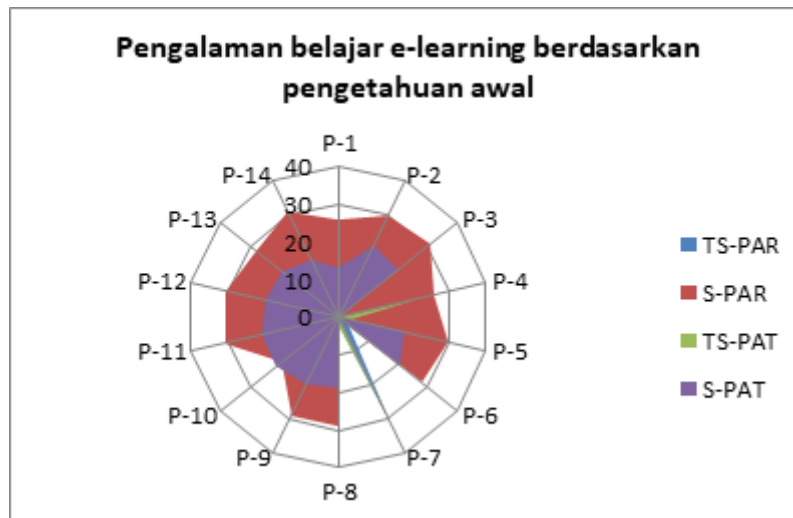 Pengalaman belajar e-learning berdasarkan
pengetahuan awal
P-1
P-2
P-3
P-4
P-5
P-6
P-7
P-8
P-9
P-10
P-11
P-12
P-13
P-14
40
30
20
10
0
TS-PAR
S-PAR
TS-PAT
S-PAT